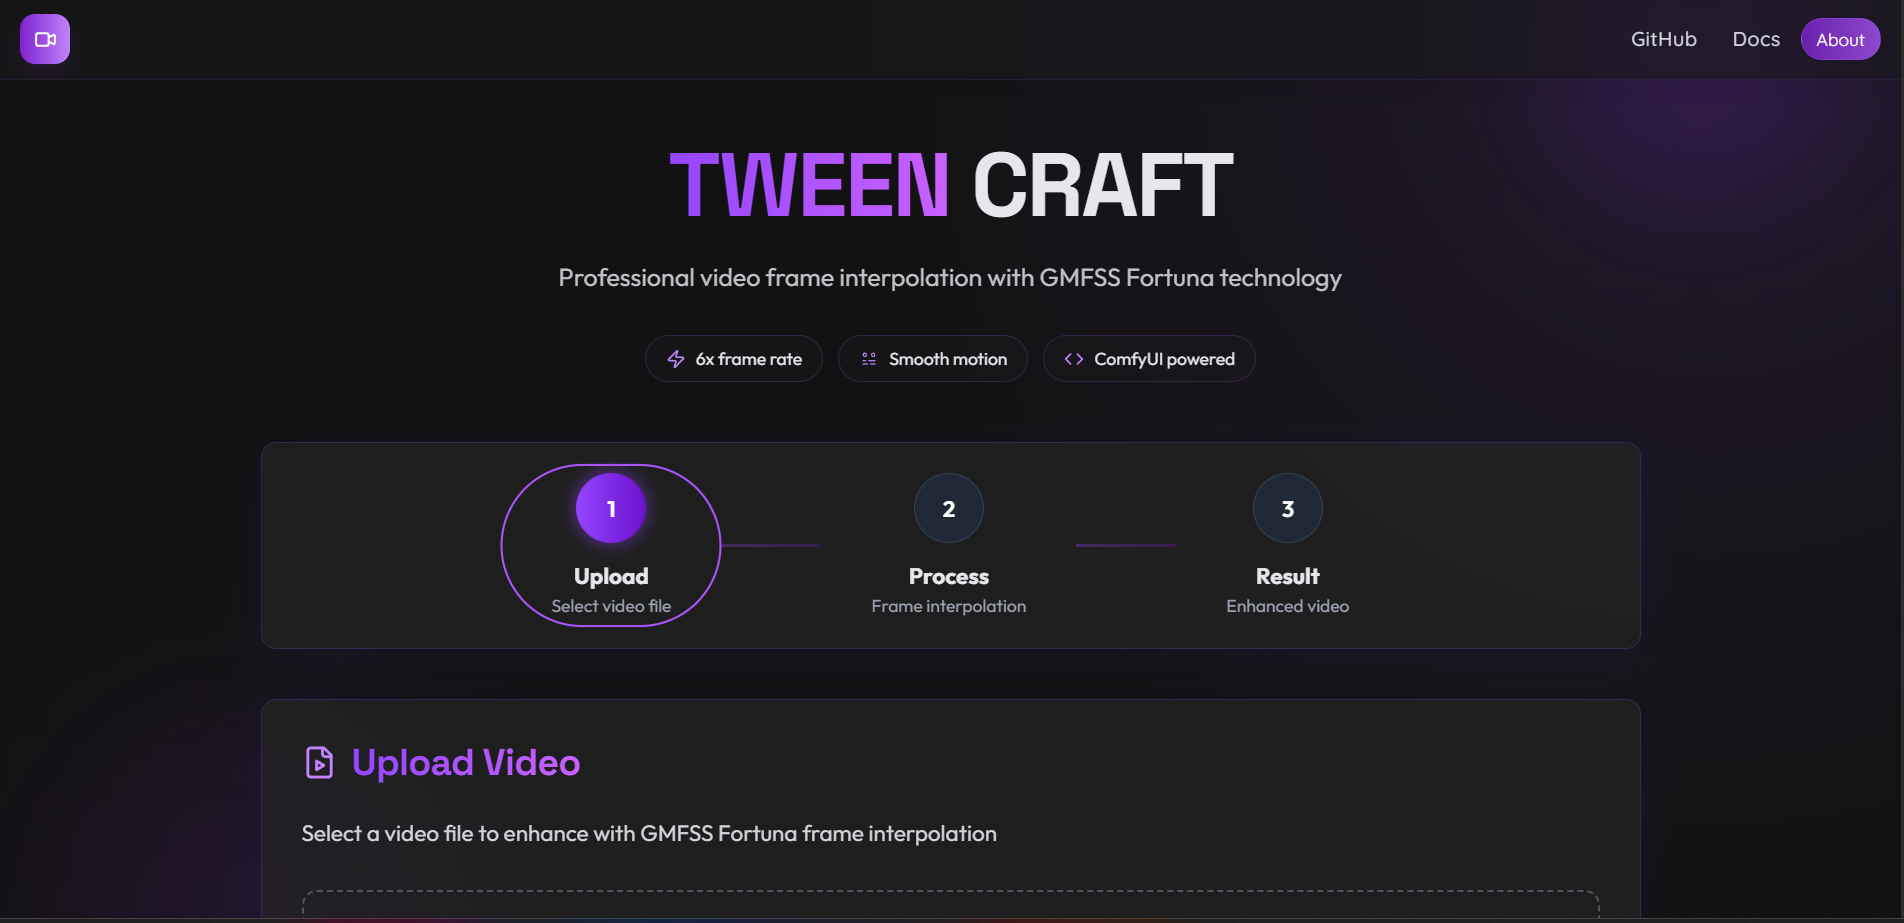 GitHub Docs About
TWEEN CRAFT
Professional video frame interpolation with GMFSS Fortuna technology
6x frame rate Smooth motion ComfyUI powered
1 2 3
Upload Process Result
Select video file Frame interpolation Enhanced video
Upload Video
Select a video file to enhance with GMFSS Fortuna frame interpolation